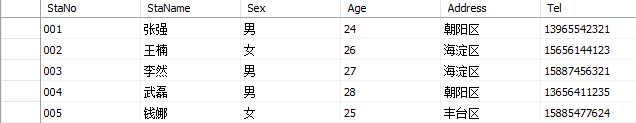 StaNo StaName Sex Age Address Tel
001 张强 男 24 朝阳区 13965542321
002 王楠 女 26 海淀区 15656144123
003 李然 男 27 海淀区 15887456321
004 武磊 男 28 朝阳区 13656411235
005 钱娜 女 25 丰台区 15885477624